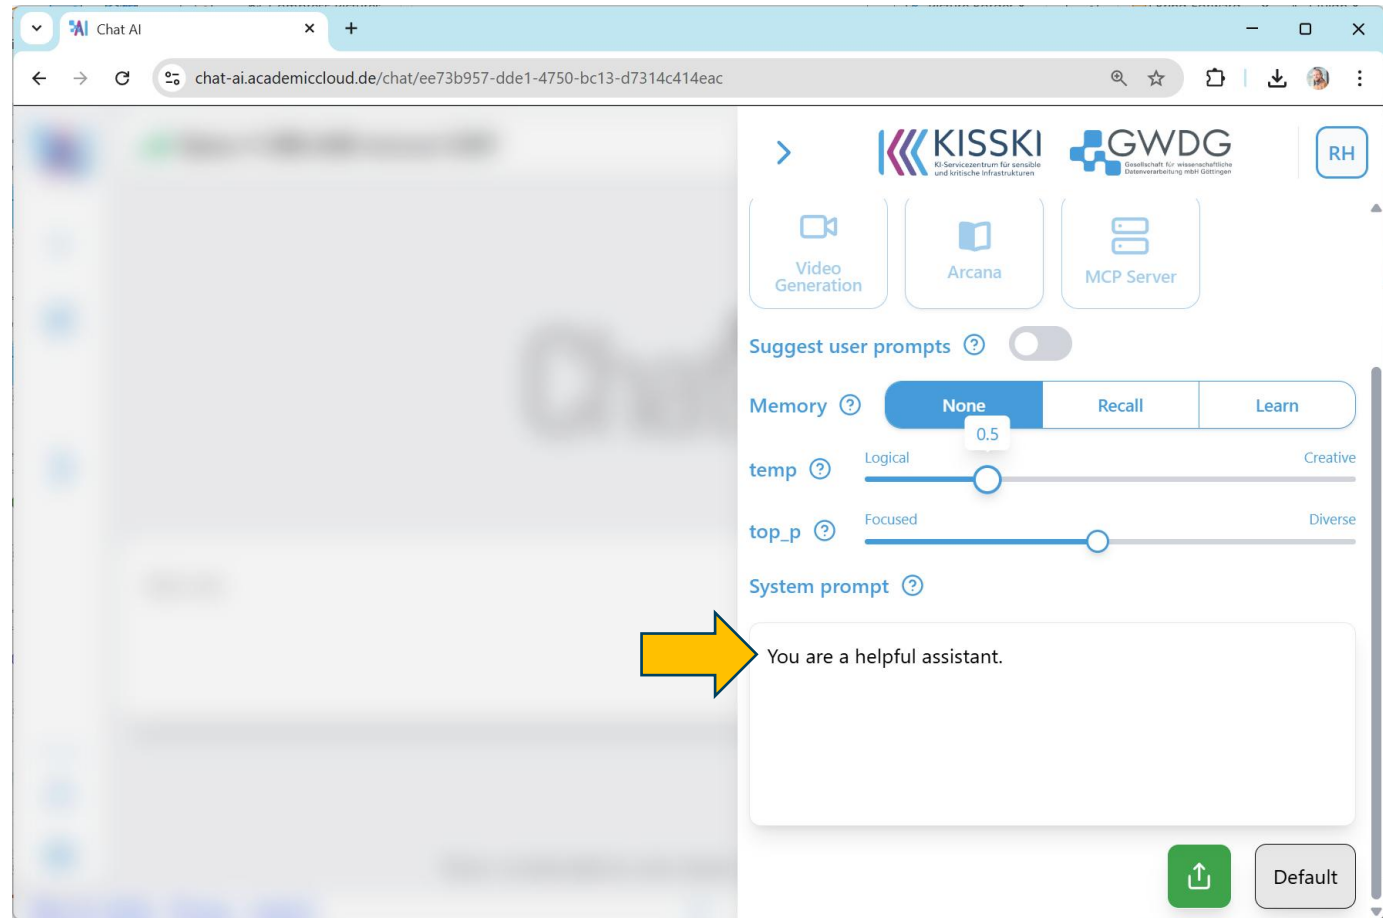 Chat AI
chat-ai.academiccloud.de/chat/ee73b957-dde1-4750-bc13-d7314c414eac
KISSKI
KI-Servicezentrum für sensible
und kritische Infrastrukturen
GWDG
Gesellschaft für wissenschaftliche
Datenverarbeitung mbH Göttingen
RH
Video
Generation
Arcana
MCP Server
Suggest user prompts
Memory
None
Recall
Learn
0.5
temp
Logical
Creative
top_p
Focused
Diverse
System prompt
You are a helpful assistant.
Default